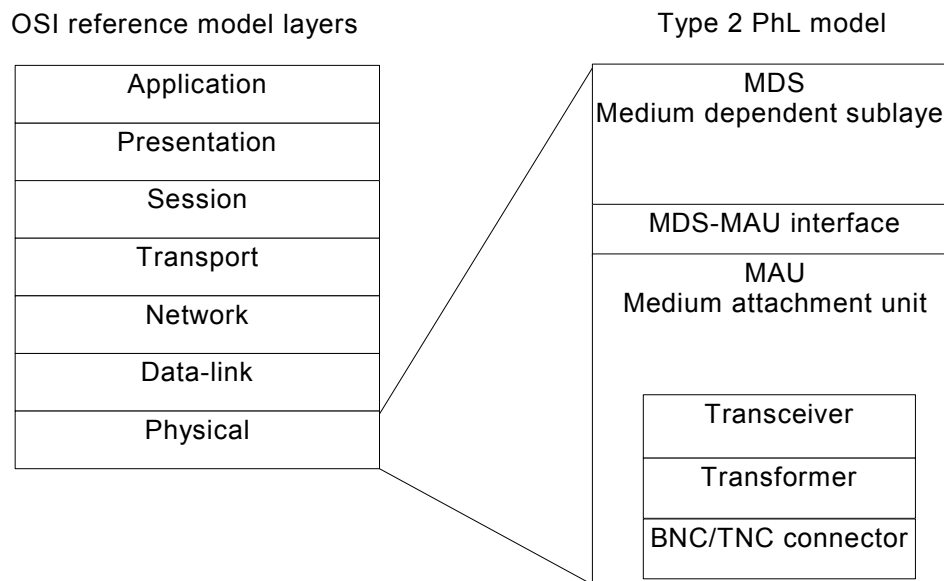 OSI reference model layers
Type 2 PhL model
Application
Presentation
Session
Transport
Network
Data-link
Physical
MDS
Medium dependent sublaye
MDS-MAU interface
MAU
Medium attachment unit
Transceiver
Transformer
BNC/TNC connector